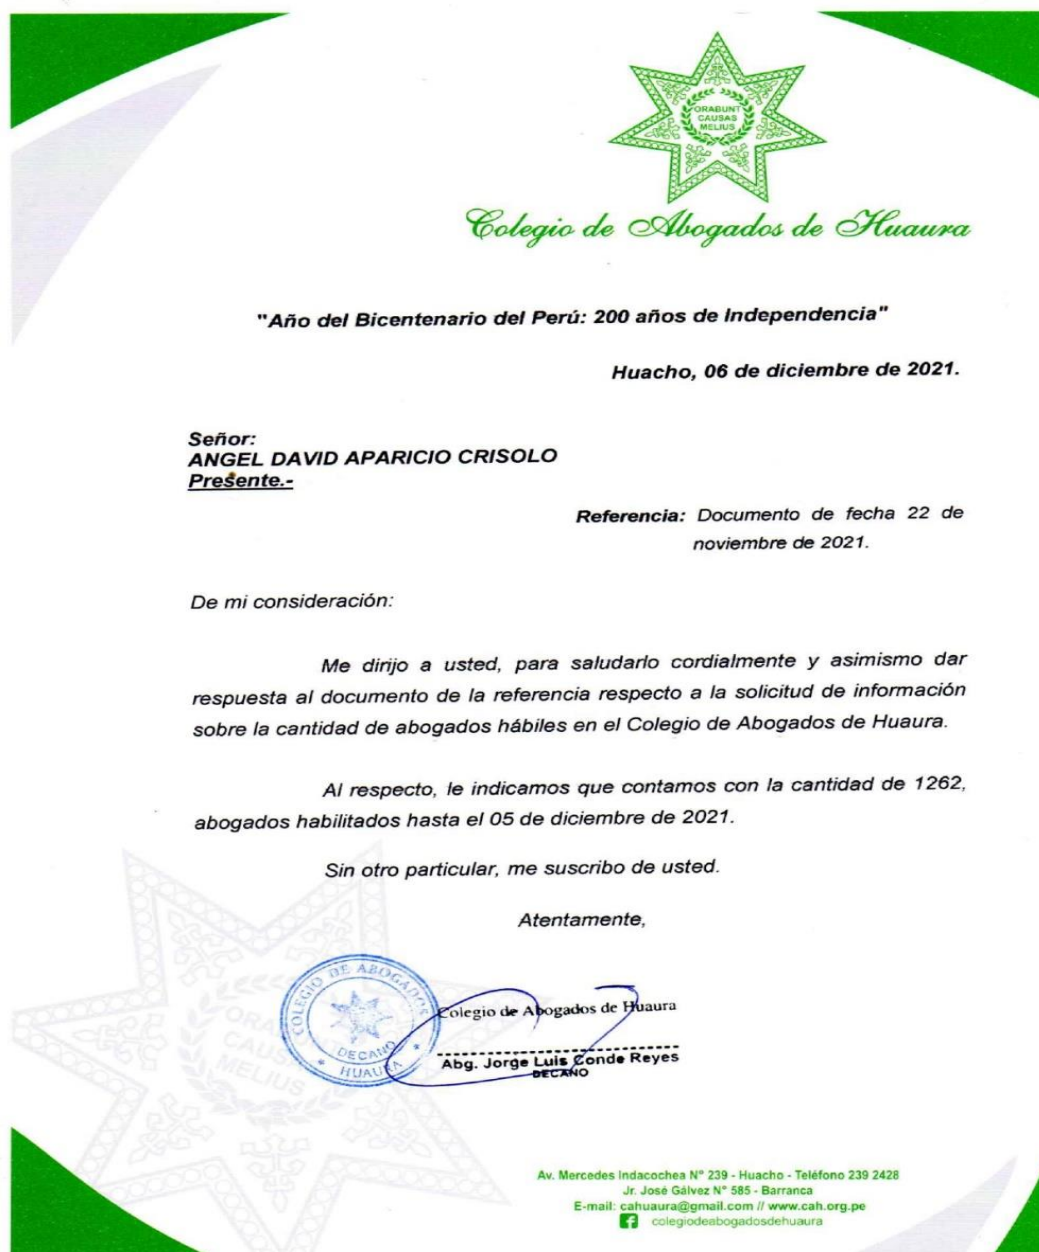 ORABUNT
CAUSAS
MELIUS
Colegio de Abogados de Huaura
"Año del Bicentenario del Perú: 200 años de Independencia"
Huacho, 06 de diciembre de 2021.
Señor:
ANGEL DAVID APARICIO CRISOLO
Presente.-
Referencia: Documento de fecha 22 de
noviembre de 2021.
De mi consideración:
Me dirijo a usted, para saludarlo cordialmente y asimismo dar
respuesta al documento de la referencia respecto a la solicitud de información
sobre la cantidad de abogados hábiles en el Colegio de Abogados de Huaura.
Al respecto, le indicamos que contamos con la cantidad de 1262,
abogados habilitados hasta el 05 de diciembre de 2021.
Sin otro particular, me suscribo de usted.
Atentamente,
COLEGIO DE ABOGADOS
DECANO
HUAURA
Colegio de Abogados de Huaura
Abg. Jorge Luis Conde Reyes
DECANO
ORABUNT
CAUSAS
MELIUS
Av. Mercedes Indacochea N° 239 - Huacho - Teléfono 239 2428
Jr. José Gálvez N° 585 - Barranca
E-mail: cahuaura@gmail.com // www.cah.org.pe
colegiodeabogadosdehuaura